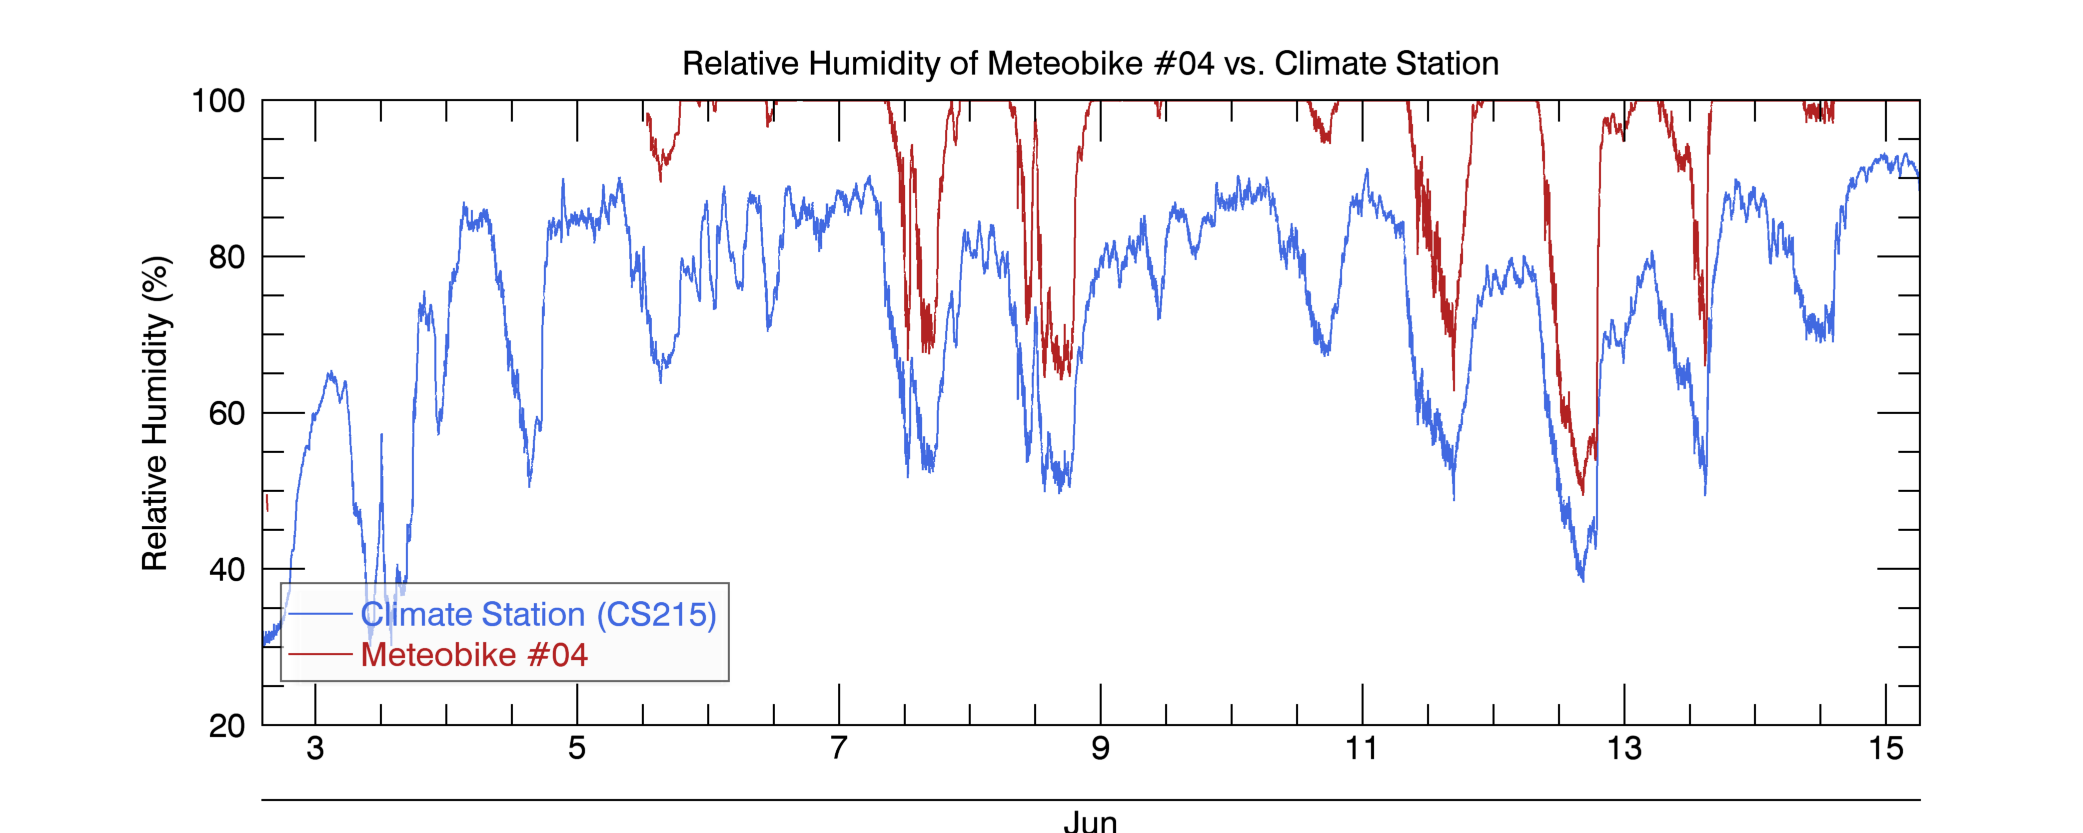 Relative Humidity of Meteobike #04 vs. Climate Station
Relative Humidity (%)
100
80
60
40
20
Climate Station (CS215)
Meteobike #04
3 5 7 9 11 13 15
Jun